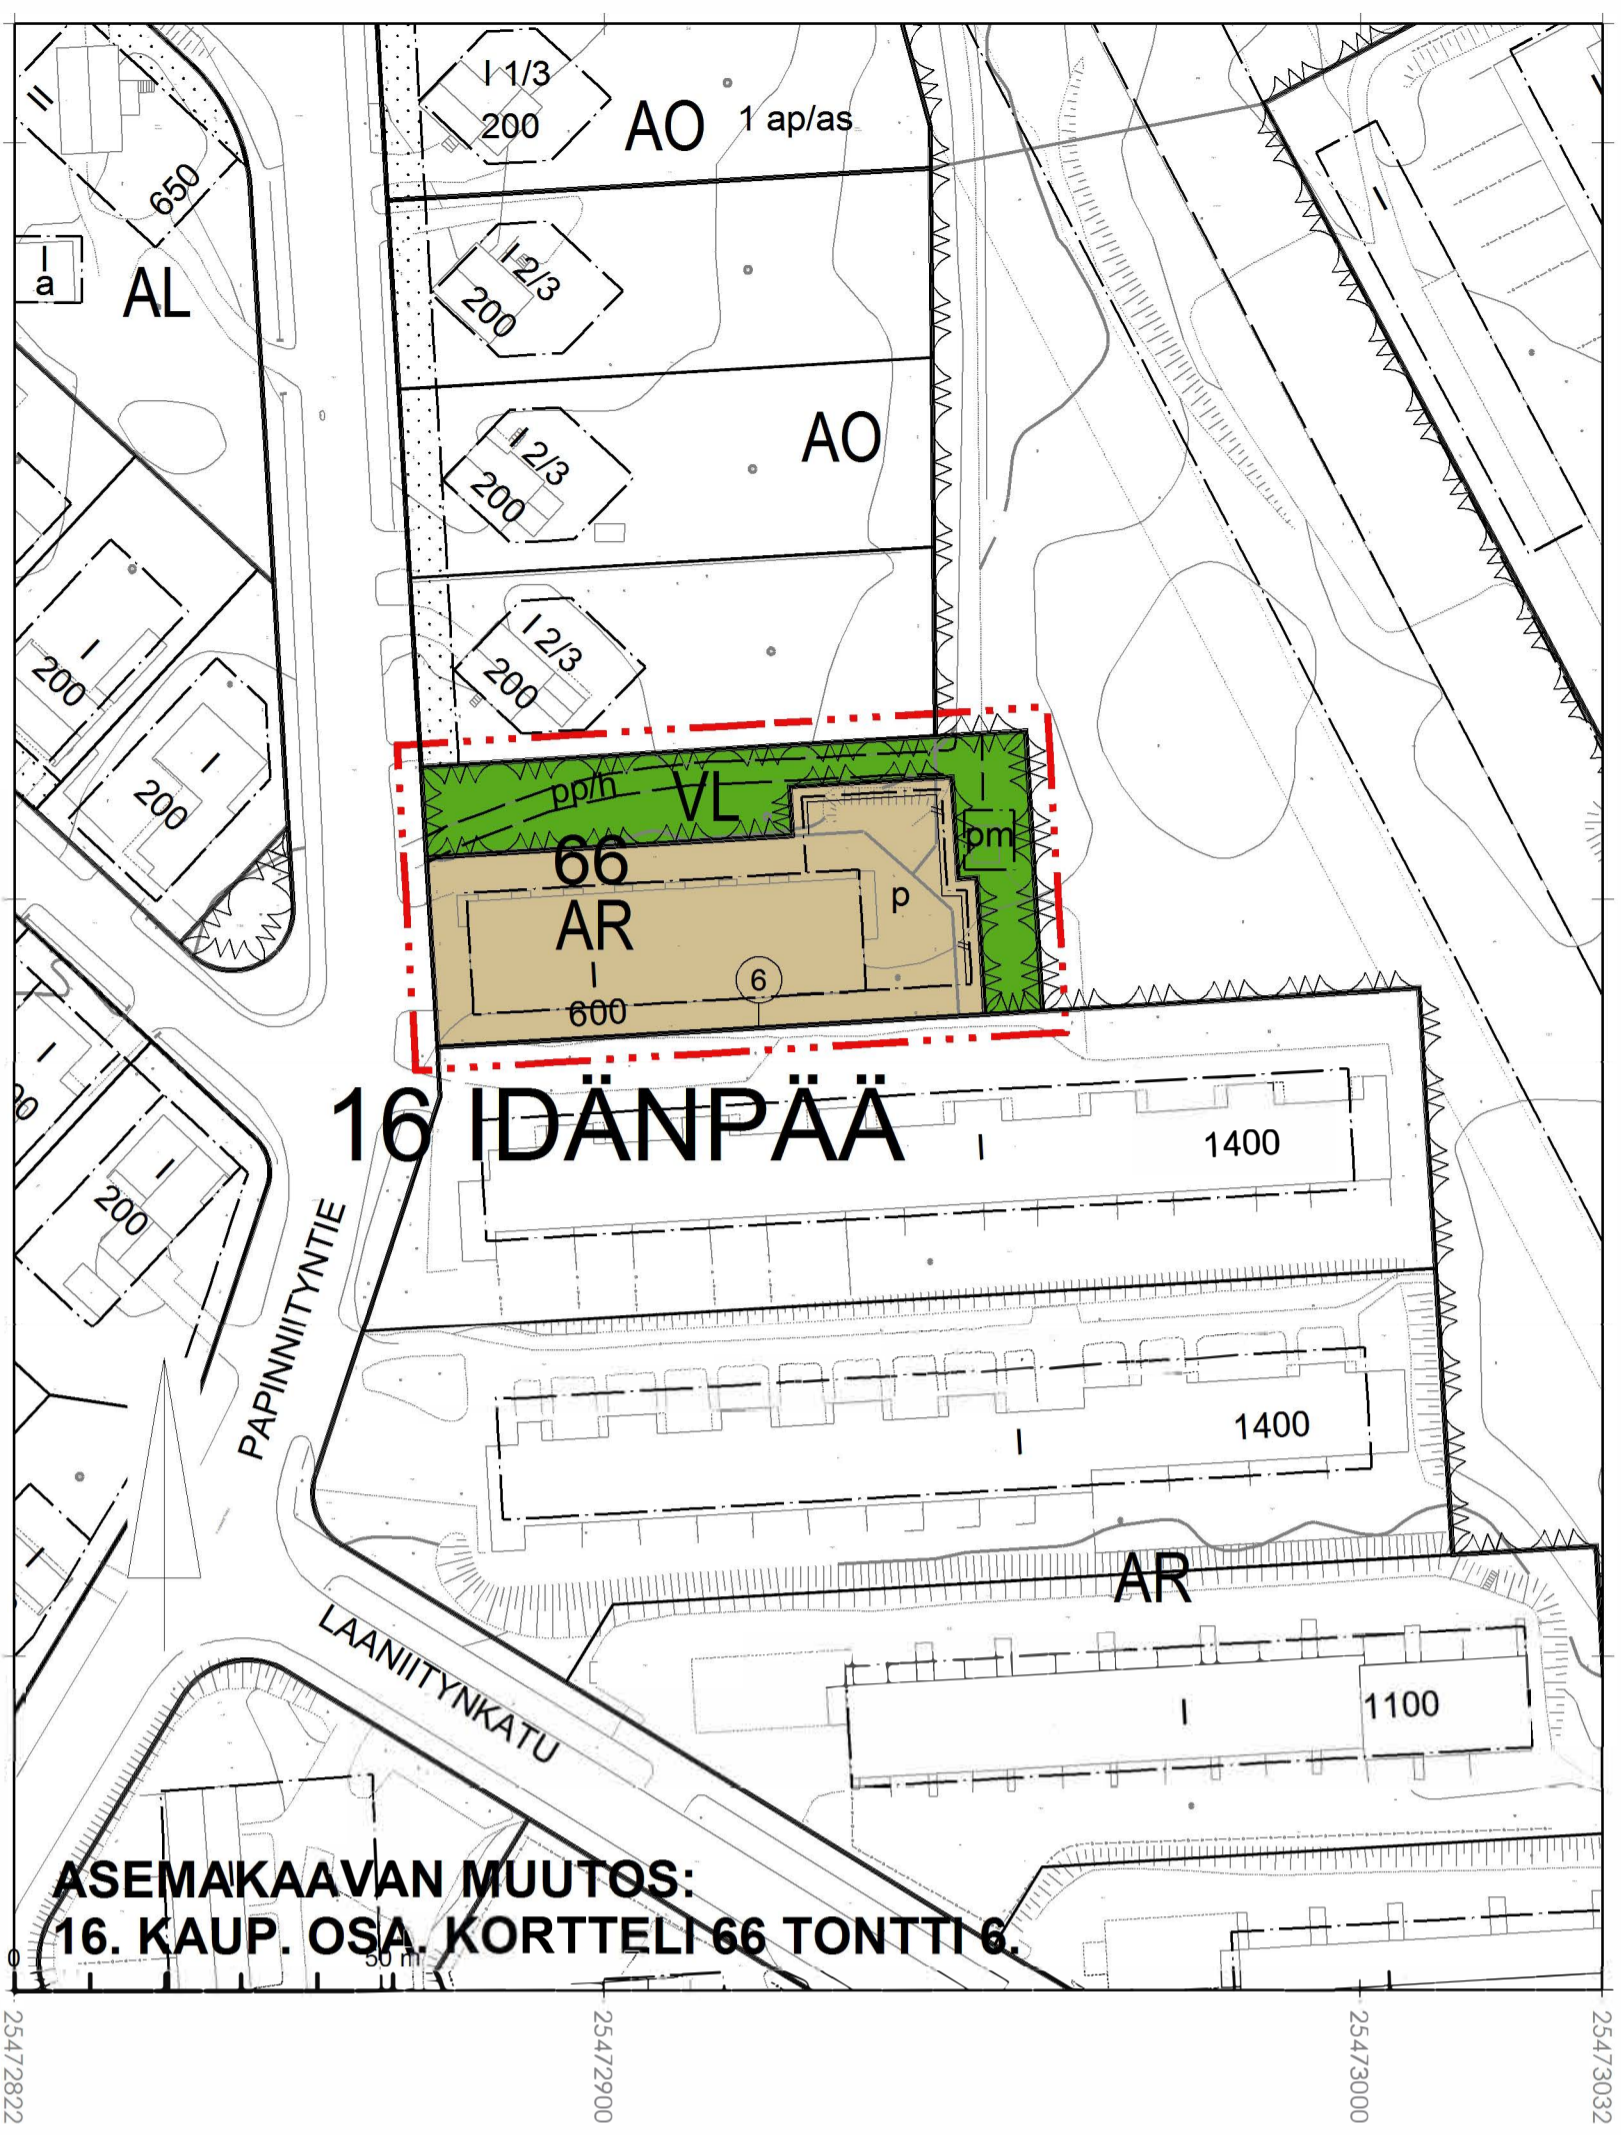 I 1/3
200
AO
1 ap/as
II
650
I
a
AL
I 2/3
200
I 2/3
200
AO
I 2/3
200
I
I
200
I
200
pp/h
VL
pm
66
AR
p
I
6
600
I
I
200
16 IDÄNPÄÄ
I
1400
PAPINNIITYNTIE
I
1400
I
AR
LAANIITYNKATU
I
1100
ASEMAKAAVAN MUUTOS:
16. KAUP. OSA. KORTTELI 66 TONTTI 6.
0
50 m
25472822
25472900
25473000
25473032